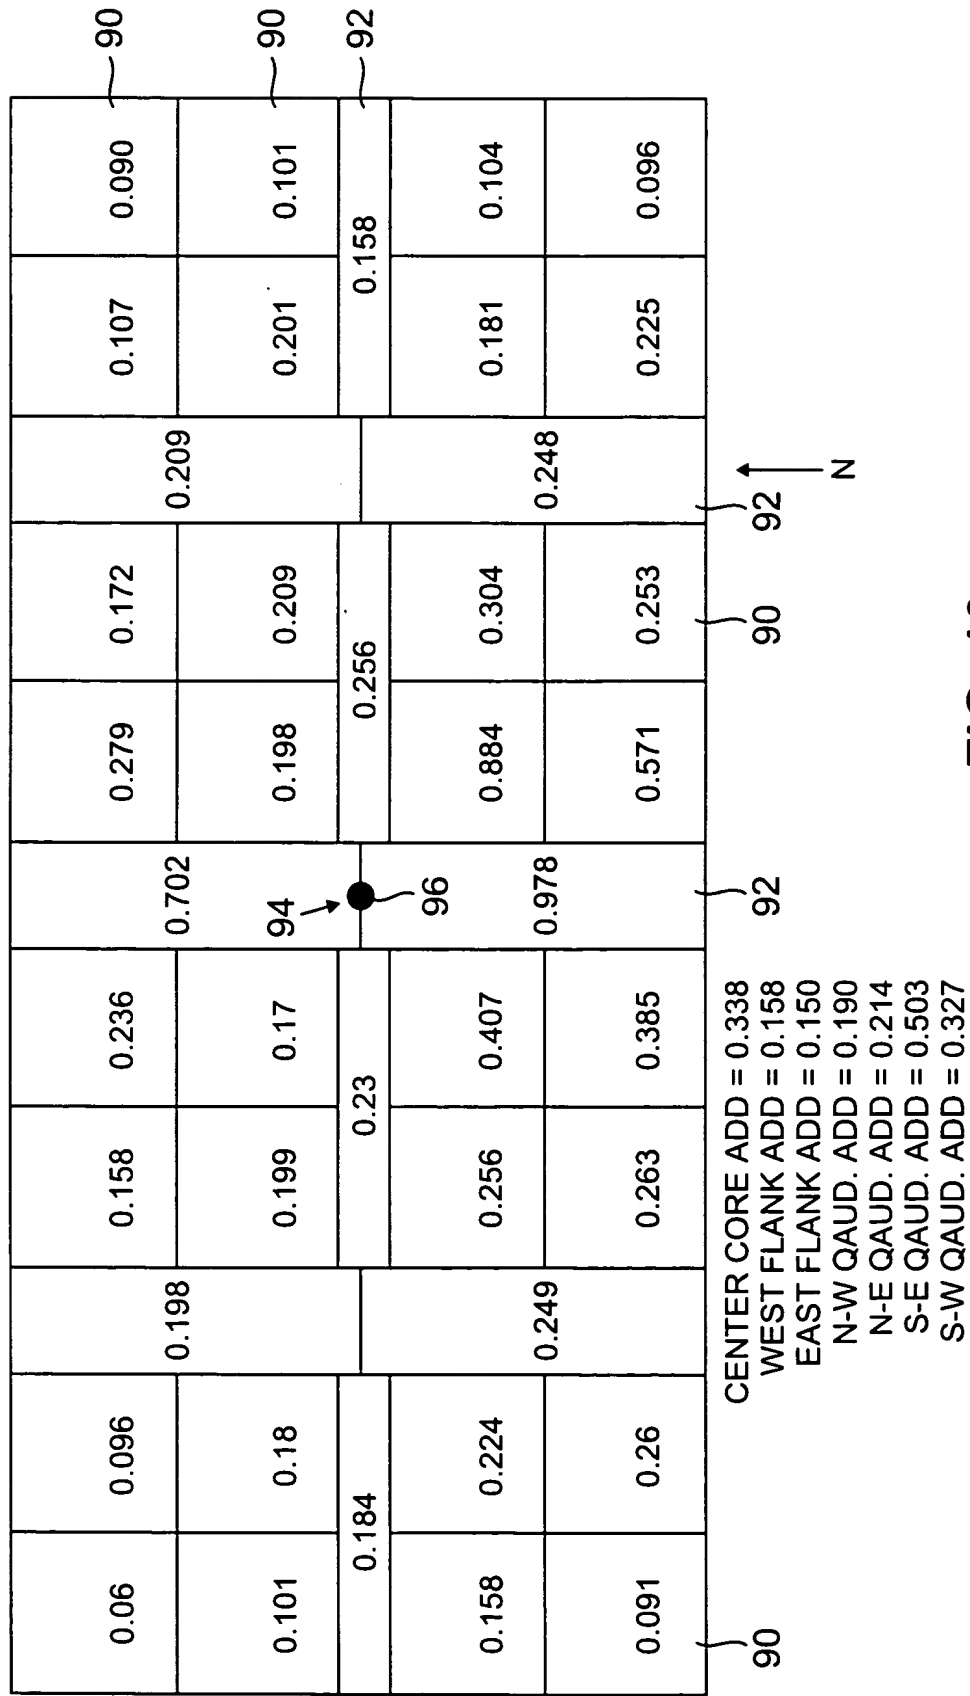 90
0.06 0.096 0.158 0.236 0.279 0.172 0.107 0.090
0.198 0.702 0.209
0.101 0.18 0.199 0.17 94 0.198 0.209 0.201 0.101 90
0.184 0.23 0.256 0.158 92
96
0.158 0.224 0.256 0.407 0.884 0.304 0.181 0.104
0.249 0.978 0.248
0.091 0.26 0.263 0.385 0.571 0.253 0.225 0.096
90 92 90 92
N
CENTER CORE ADD = 0.338
WEST FLANK ADD = 0.158
EAST FLANK ADD = 0.150
N-W QAUD. ADD = 0.190
N-E QAUD. ADD = 0.214
S-E QAUD. ADD = 0.503
S-W QAUD. ADD = 0.327